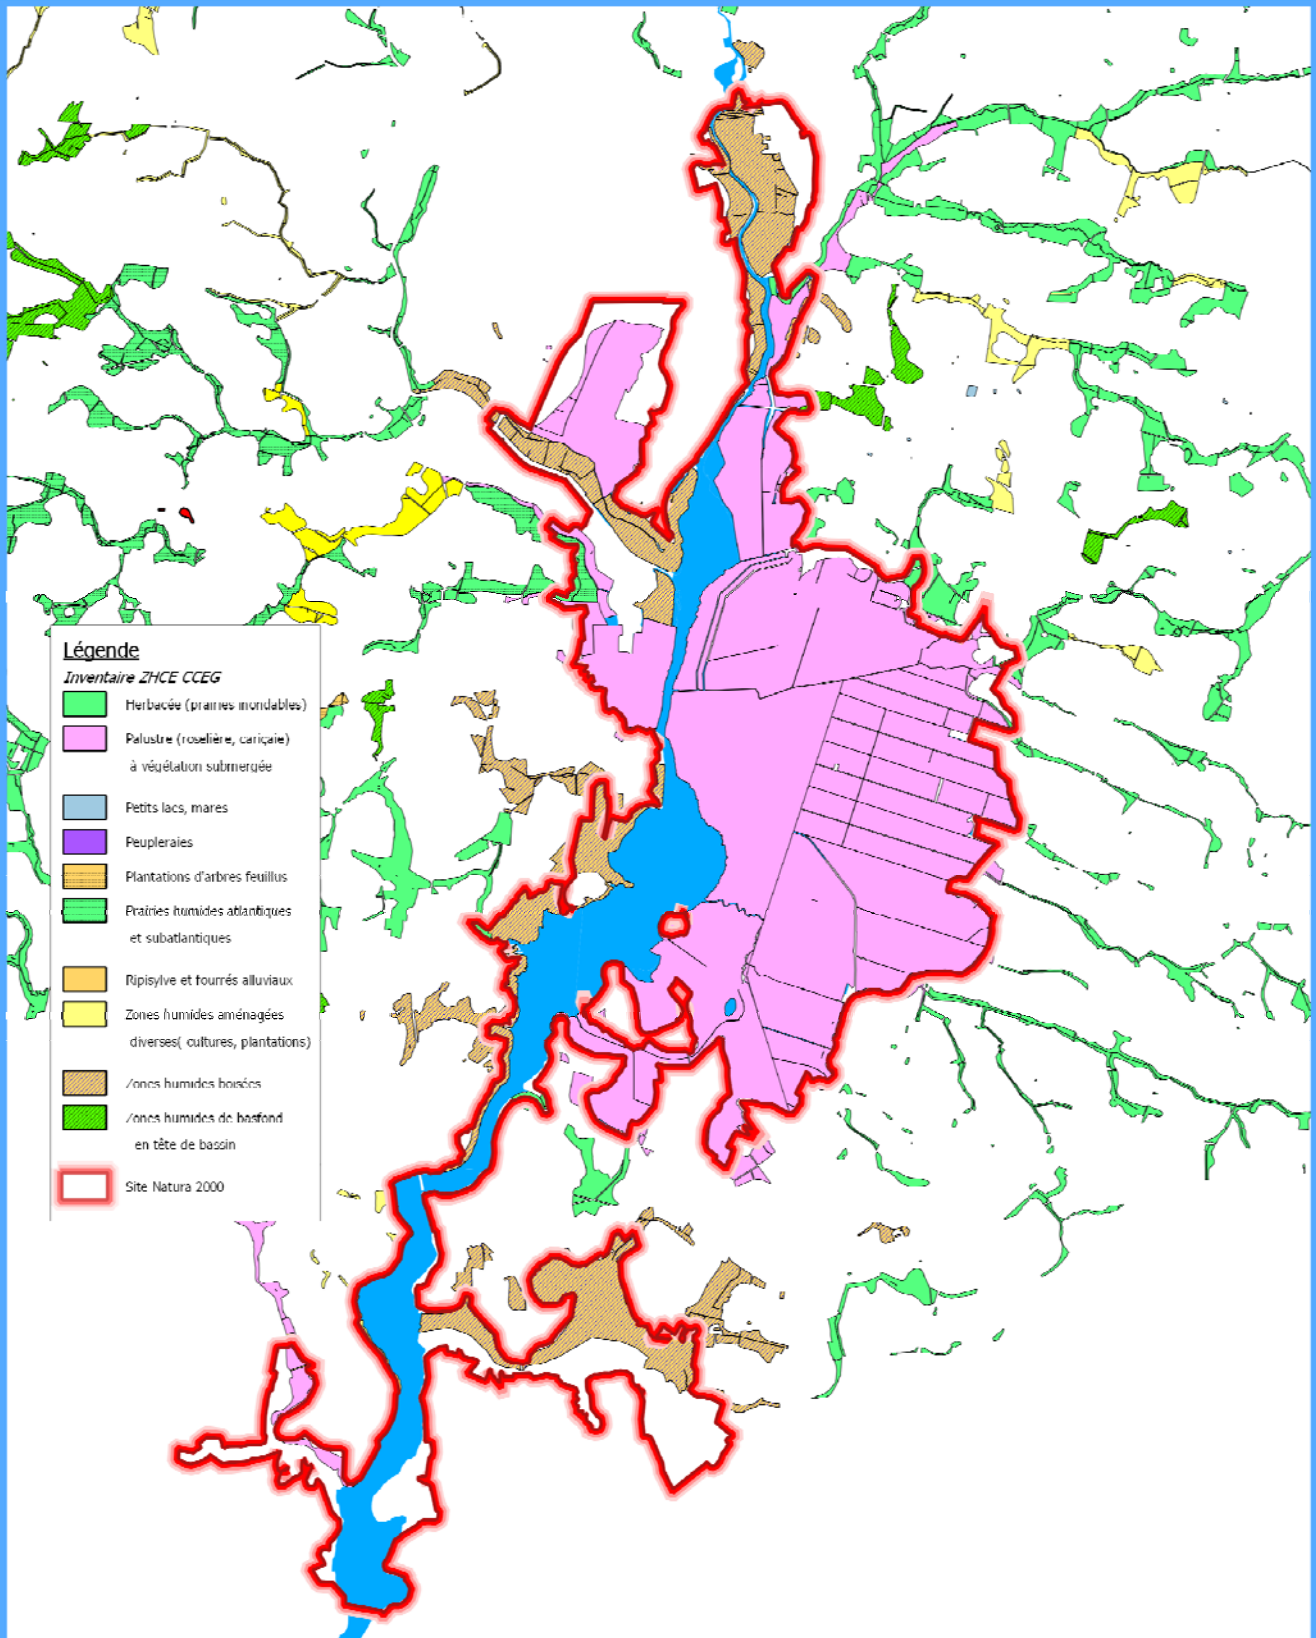 Légende
Inventaire ZHCE CCEG
Herbacée (prairies inondables)
Palustre (roselière, cariçaie)
à végétation submergée
Petits lacs, mares
Peupleraies
Plantations d'arbres feuillus
Prairies humides atlantiques
et subatlantiques
Ripisylve et fourrés alluviaux
Zones humides aménagées
diverses( cultures, plantations)
Zones humides boisées
Zones humides de basfond
en tête de bassin
Site Natura 2000